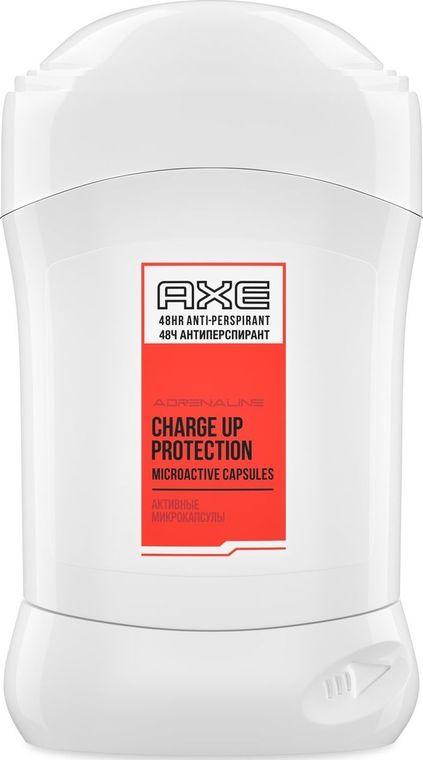 AXE
48HR ANTI-PERSPIRANT
48Ч АНТИПЕРСПИРАНТ
ADRENALINE
CHARGE UP
PROTECTION
MICROACTIVE CAPSULES
АКТИВНЫЕ
МИКРОКАПСУЛЫ